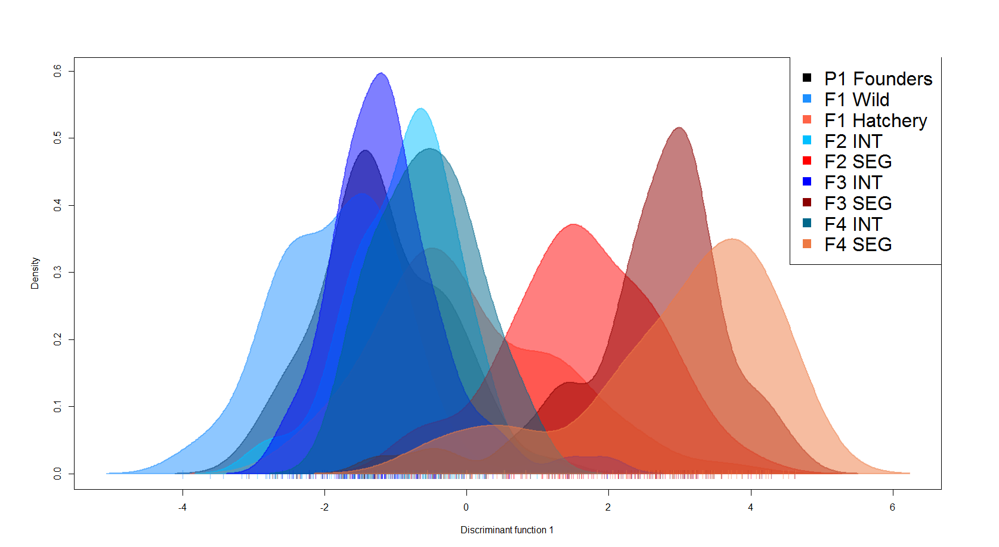 P1 Founders
F1 Wild
F1 Hatchery
F2 INT
F2 SEG
F3 INT
F3 SEG
F4 INT
F4 SEG
0.6
0.5
0.4
0.3
0.2
0.1
0.0
Density
-4 -2 0 2 4 6
Discriminant function 1